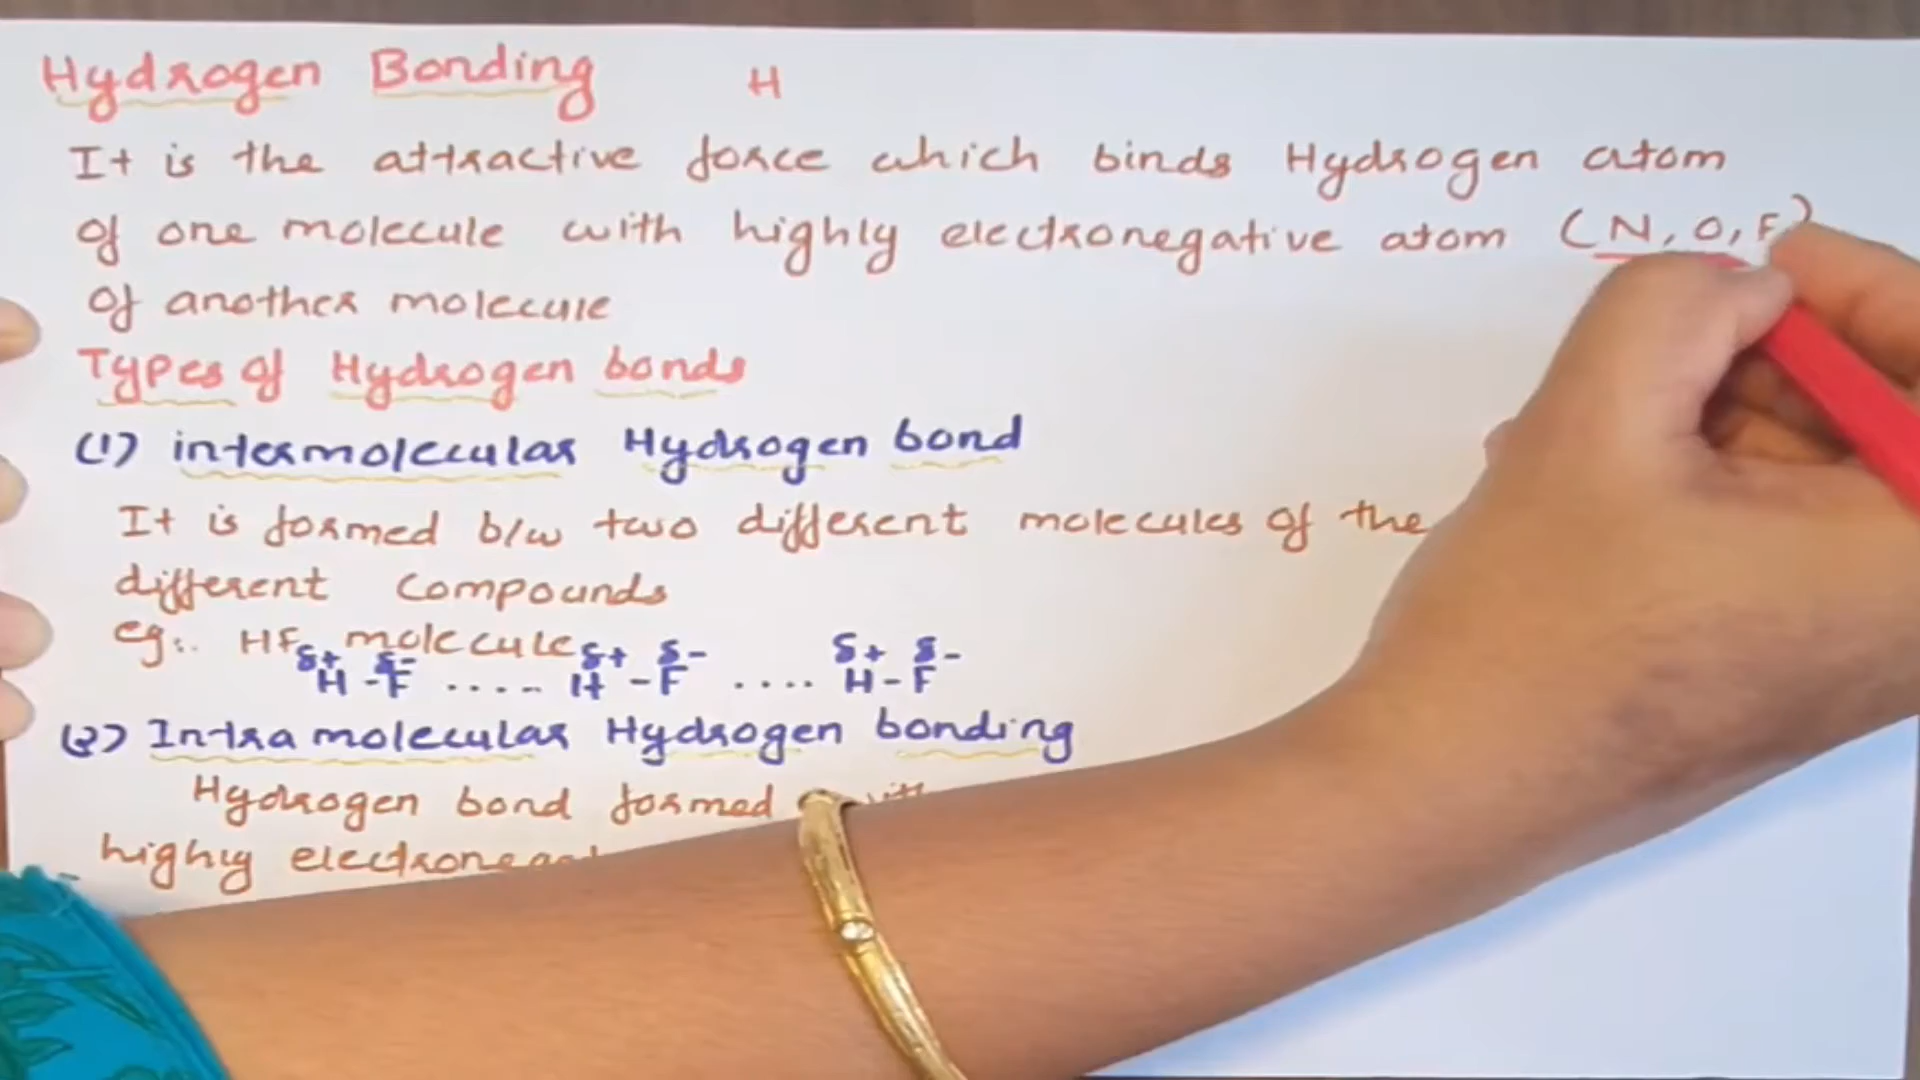 Hydrogen Bonding H
It is the attractive force which binds Hydrogen atom
of one molecule with highly electronegative atom (N, O, F)
of another molecule
Types of Hydrogen bonds
(1) intermolecular Hydrogen bond
It is formed b/w two different molecules of the
different compounds
eg:. HF molecule
δ+ δ- δ+ δ- δ+ δ-
H - F ..... H - F .... H - F
(2) Intramolecular Hydrogen bonding
Hydrogen bond formed
highly